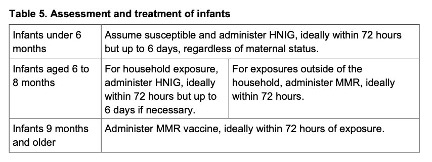 Table 5. Assessment and treatment of infants
Infants under 6
months
Assume susceptible and administer HNIG, ideally within 72 hours
but up to 6 days, regardless of maternal status.
Infants aged 6 to
8 months
For household exposure,
administer HNIG, ideally
within 72 hours but up to
6 days if necessary.
For exposures outside of the
household, administer MMR, ideally
within 72 hours.
Infants 9 months
and older
Administer MMR vaccine, ideally within 72 hours of exposure.